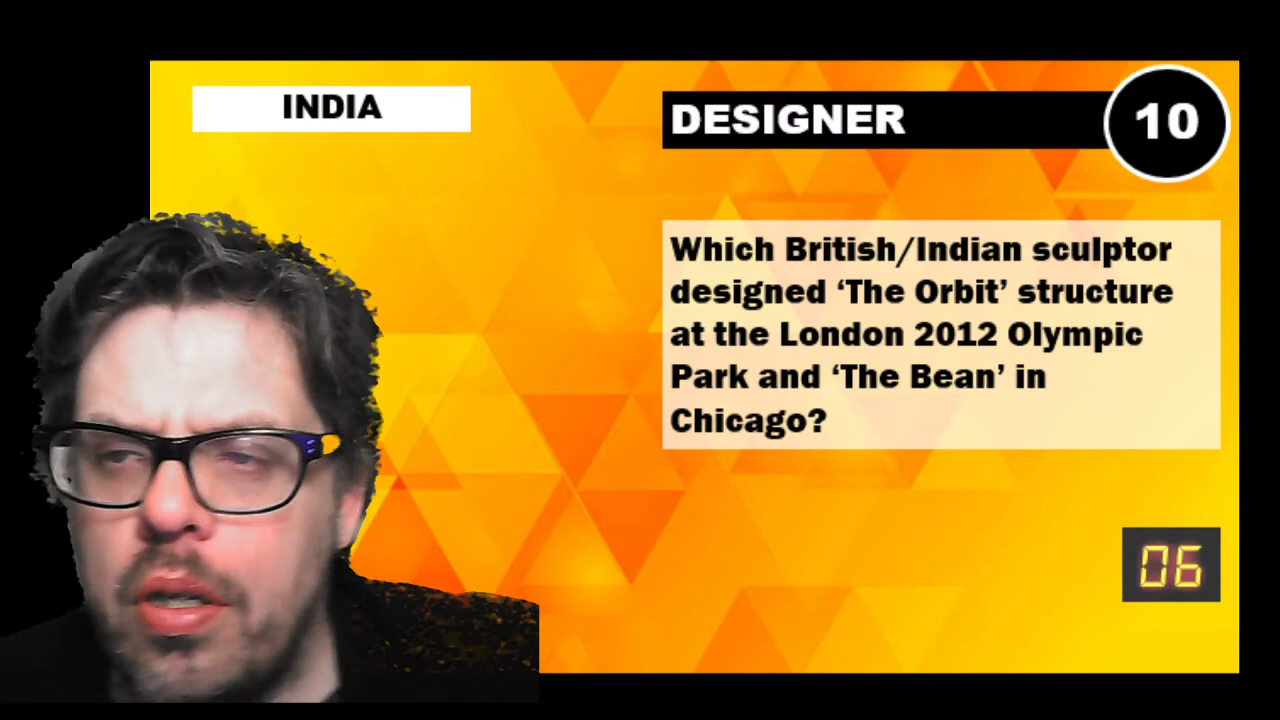 INDIA
DESIGNER
10
Which British/Indian sculptor
designed ‘The Orbit’ structure
at the London 2012 Olympic
Park and ‘The Bean’ in
Chicago?
06